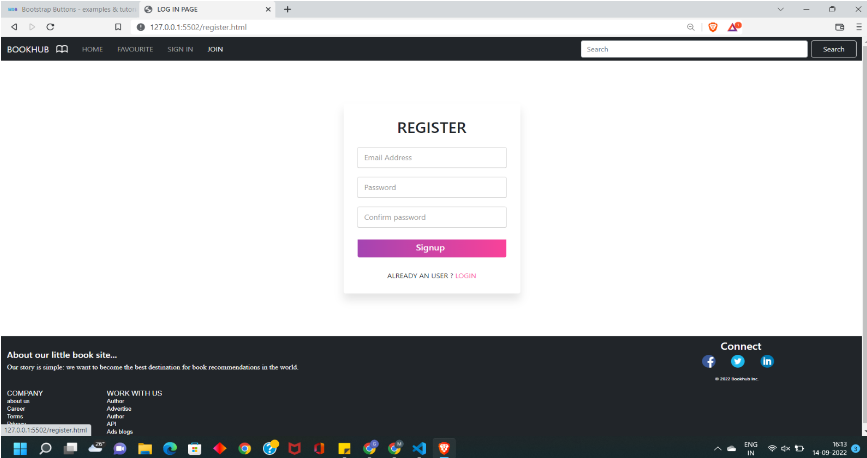 Bootstrap Buttons - examples & tutor
LOG IN PAGE
127.0.0.1:5502/register.html
BOOKHUB HOME FAVOURITE SIGN IN JOIN Search Search
REGISTER
Email Address
Password
Confirm password
Signup
ALREADY AN USER ? LOGIN
About our little book site...
Our story is simple: we want to become the best destination for book recommendations in the world.
Connect
© 2022 Bookhub Inc.
COMPANY
about us
Career
Terms
Privacy
WORK WITH US
Author
Advertise
Author
API
Ads blogs
127.0.0.1:5502/register.html
26°
ENG
IN
16:13
14-09-2022